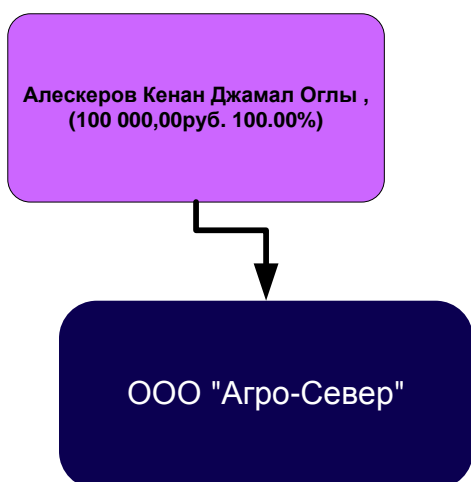 Алескеров Кенан Джамал Оглы ,
(100 000,00руб. 100.00%)
ООО "Агро-Север"